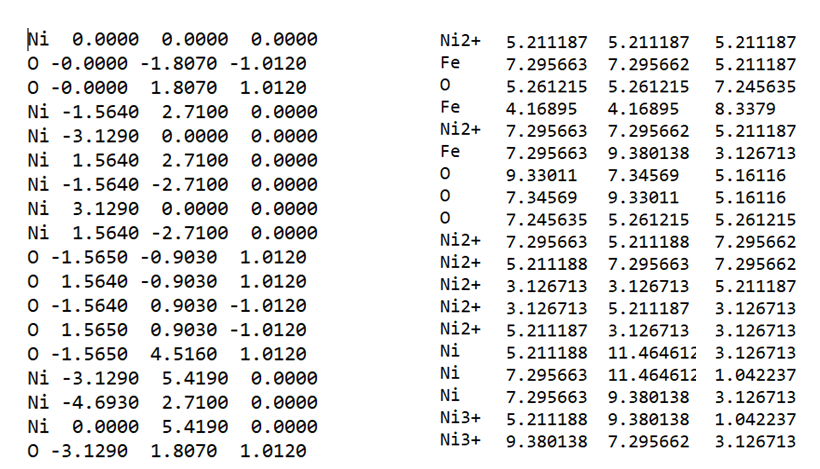 Ni 0.0000 0.0000 0.0000
O -0.0000 -1.8070 -1.0120
O -0.0000 1.8070 1.0120
Ni -1.5640 2.7100 0.0000
Ni -3.1290 0.0000 0.0000
Ni 1.5640 2.7100 0.0000
Ni -1.5640 -2.7100 0.0000
Ni 3.1290 0.0000 0.0000
Ni 1.5640 -2.7100 0.0000
O -1.5650 -0.9030 1.0120
O 1.5640 -0.9030 1.0120
O -1.5640 0.9030 -1.0120
O 1.5650 0.9030 -1.0120
O -1.5650 4.5160 1.0120
Ni -3.1290 5.4190 0.0000
Ni -4.6930 2.7100 0.0000
Ni 0.0000 5.4190 0.0000
O -3.1290 1.8070 1.0120
Ni2+ 5.211187 5.211187 5.211187
Fe 7.295663 7.295662 5.211187
O 5.261215 5.261215 7.245635
Fe 4.16895 4.16895 8.3379
Ni2+ 7.295663 7.295662 5.211187
Fe 7.295663 9.380138 3.126713
O 9.33011 7.34569 5.16116
O 7.34569 9.33011 5.16116
O 7.245635 5.261215 5.261215
Ni2+ 7.295663 5.211188 7.295662
Ni2+ 5.211188 7.295663 7.295662
Ni2+ 3.126713 3.126713 5.211187
Ni2+ 3.126713 5.211187 3.126713
Ni2+ 5.211187 3.126713 3.126713
Ni 5.211188 11.464612 3.126713
Ni 7.295663 11.464612 1.042237
Ni 7.295663 9.380138 3.126713
Ni3+ 5.211188 9.380138 1.042237
Ni3+ 9.380138 7.295662 3.126713